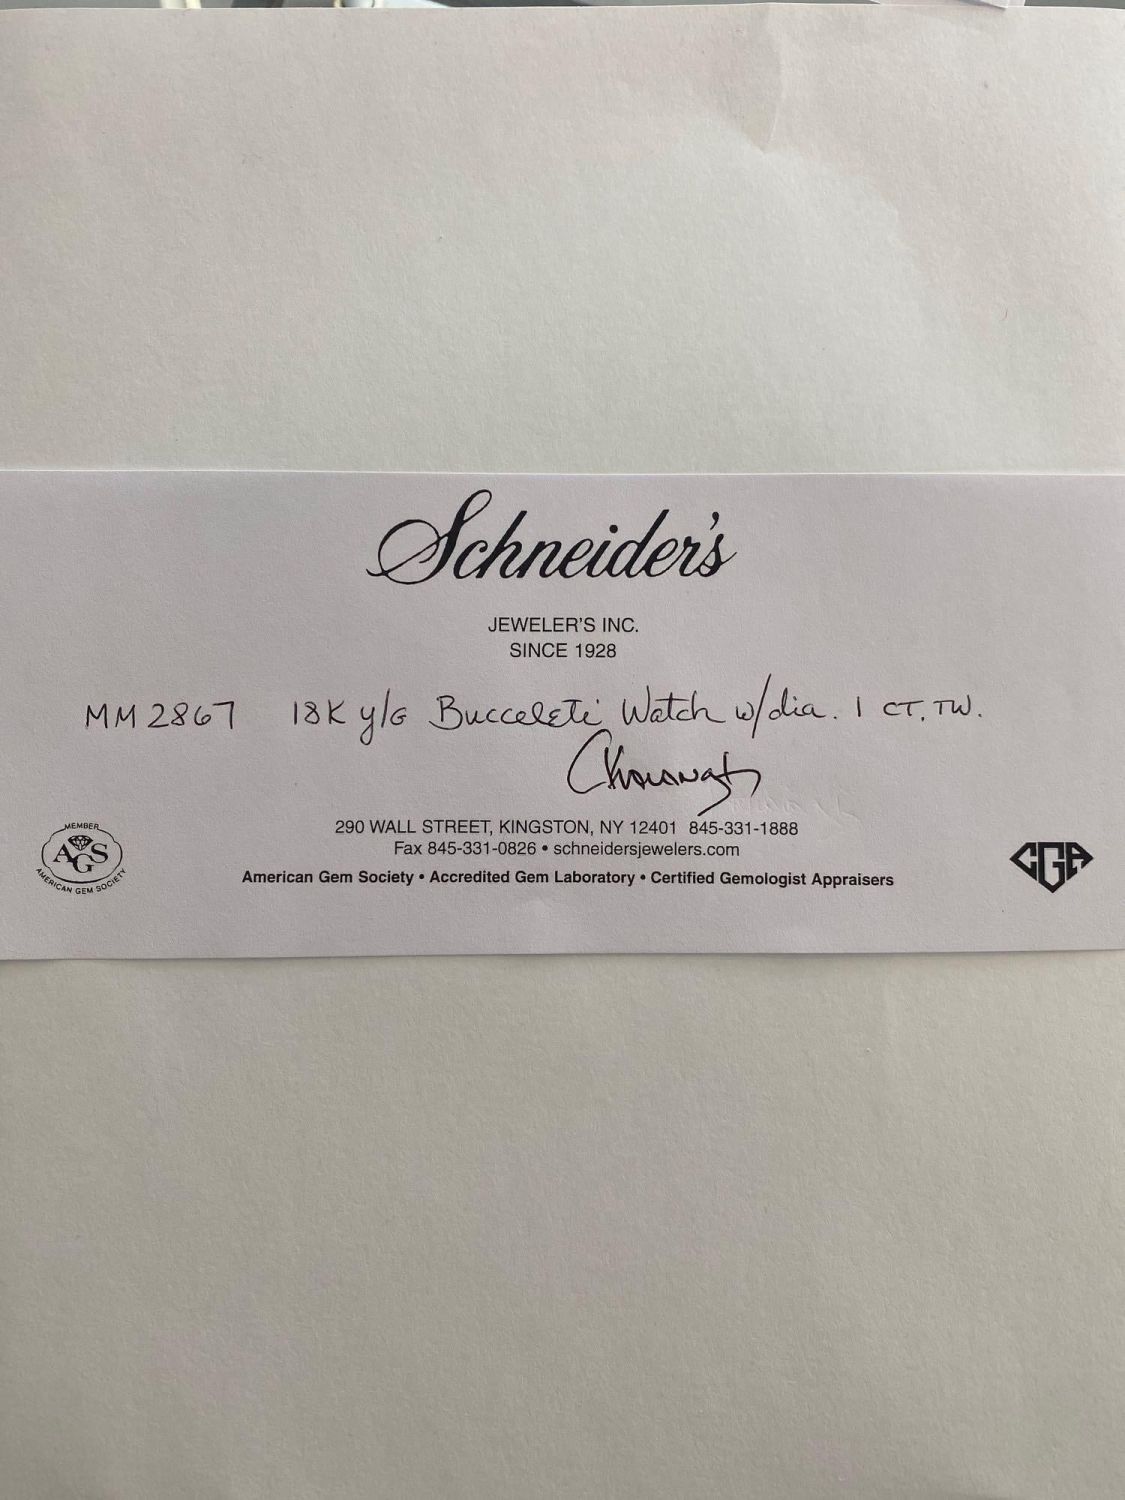 Schneider's
JEWELER'S INC.
SINCE 1928
MM2867 18K y/G Bucceleti Watch w/dia. 1 CT. TW.
290 WALL STREET, KINGSTON, NY 12401 845-331-1888
Fax 845-331-0826 • schneidersjewelers.com
American Gem Society • Accredited Gem Laboratory • Certified Gemologist Appraisers
MEMBER
AGS
AMERICAN GEM SOCIETY
CGA